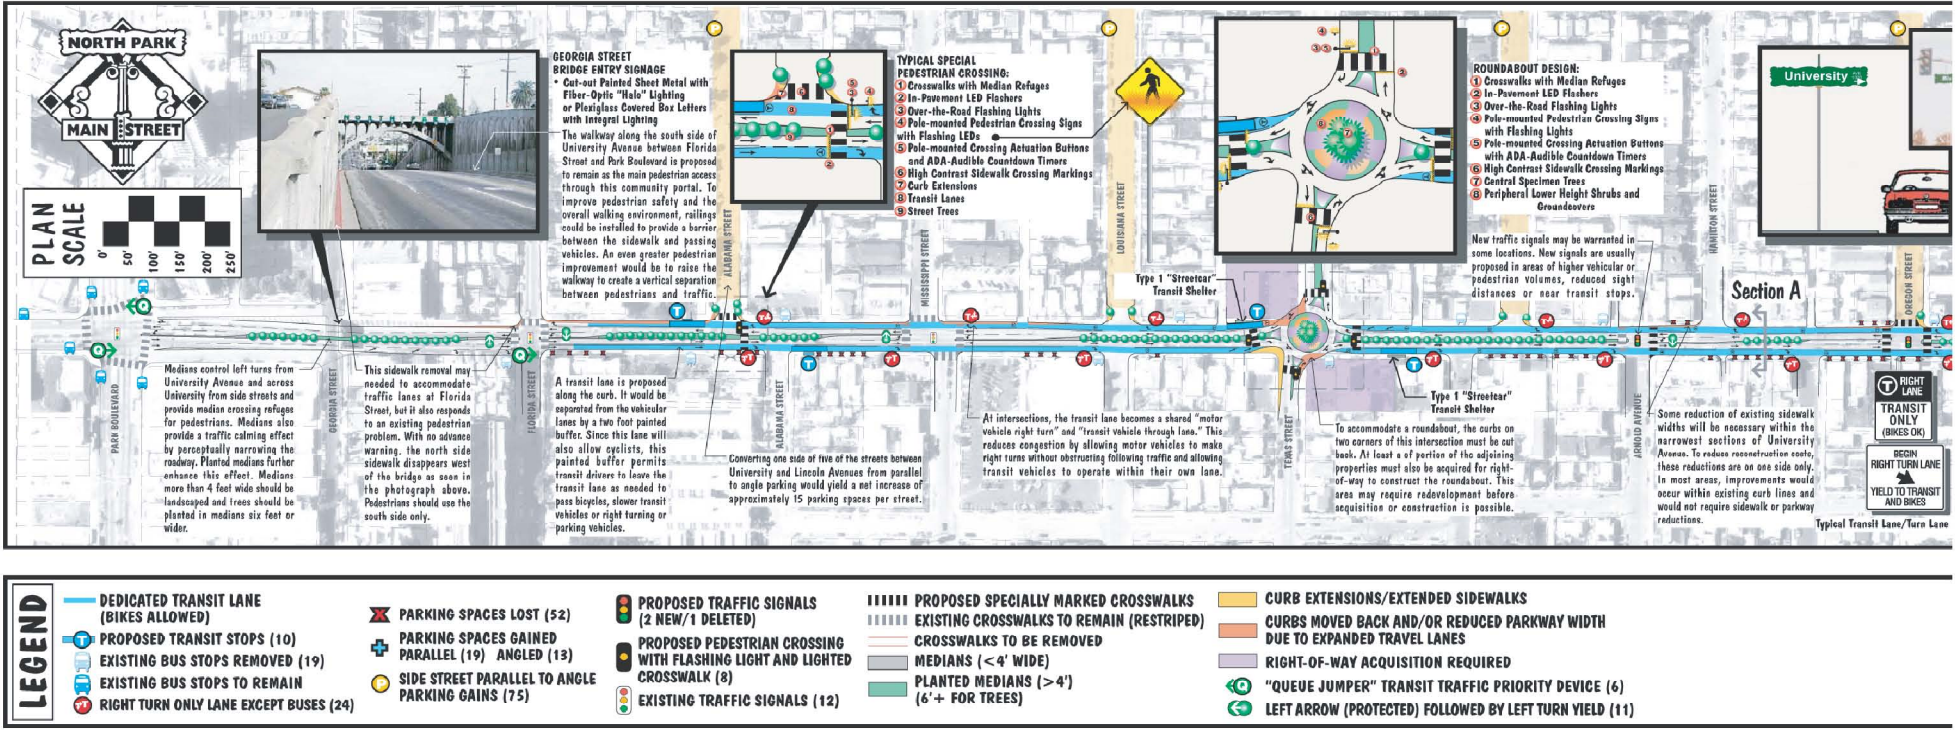 NORTH PARK
MAIN STREET
PLAN
SCALE
0'
50'
100'
150'
200'
250'
GEORGIA STREET
BRIDGE ENTRY SIGNAGE
• Cut-out Painted Sheet Metal with
Fiber-Optic "Halo" Lighting
or Plexiglass Covered Box Letters
with Integral Lighting
The walkway along the south side of
University Avenue between Florida
Street and Park Boulevard is proposed
to remain as the main pedestrian access
through this community portal. To
improve pedestrian safety and the
overall walking environment, railings
could be installed to provide a barrier
between the sidewalk and passing
vehicles. An even greater pedestrian
improvement would be to raise the
walkway to create a vertical separation
between pedestrians and traffic.
TYPICAL SPECIAL
PEDESTRIAN CROSSING:
1 Crosswalks with Median Refuges
2 In-Pavement LED Flashers
3 Over-the-Road Flashing Lights
4 Pole-mounted Pedestrian Crossing Signs
with Flashing LEDs
5 Pole-mounted Crossing Actuation Buttons
and ADA-Audible Countdown Timers
6 High Contrast Sidewalk Crossing Markings
7 Curb Extensions
8 Transit Lanes
9 Street Trees
ROUNDABOUT DESIGN:
1 Crosswalks with Median Refuges
2 In-Pavement LED Flashers
3 Over-the-Road Flashing Lights
4 Pole-mounted Pedestrian Crossing Signs
with Flashing Lights
5 Pole-mounted Crossing Actuation Buttons
with ADA-Audible Countdown Timers
6 High Contrast Sidewalk Crossing Markings
7 Central Specimen Trees
8 Peripheral Lower Height Shrubs and
Groundcovers
University
New traffic signals may be warranted in
some locations. New signals are usually
proposed in areas of higher vehicular or
pedestrian volumes, reduced sight
distances or near transit stops.
Type 1 "Streetcar"
Transit Shelter
Section A
ALABAMA STREET
MISSISSIPPI STREET
LOUISIANA STREET
HAMILTON STREET
OREGON STREET
PARK BOULEVARD
GEORGIA STREET
FLORIDA STREET
ALABAMA STREET
TEXAS STREET
ARNOLD AVENUE
Medians control left turns from
University Avenue and across
University from side streets and
provide median crossing refuges
for pedestrians. Medians also
provide a traffic calming effect
by perceptually narrowing the
roadway. Planted medians further
enhance this effect. Medians
more than 4 feet wide should be
landscaped and trees should be
planted in medians six feet or
wider.
This sidewalk removal may
needed to accommodate
traffic lanes at Florida
Street, but it also responds
to an existing pedestrian
problem. With no advance
warning, the north side
sidewalk disappears west
of the bridge as seen in
the photograph above.
Pedestrians should use the
south side only.
A transit lane is proposed
along the curb. It would be
separated from the vehicular
lanes by a two foot painted
buffer. Since this lane will
also allow cyclists, this
painted buffer permits
transit drivers to leave the
transit lane as needed to
pass bicycles, slower transit
vehicles or right turning or
parking vehicles.
Converting one side of five of the streets between
University and Lincoln Avenues from parallel
to angle parking would yield a net increase of
approximately 15 parking spaces per street.
At intersections, the transit lane becomes a shared "motor
vehicle right turn" and "transit vehicle through lane." This
reduces congestion by allowing motor vehicles to make
right turns without obstructing following traffic and allowing
transit vehicles to operate within their own lane.
To accommodate a roundabout, the curbs on
two corners of this intersection must be cut
back. At least a of portion of the adjoining
properties must also be acquired for right-
of-way to construct the roundabout. This
area may require redevelopment before
acquisition or construction is possible.
Type 1 "Streetcar"
Transit Shelter
Some reduction of existing sidewalk
widths will be necessary within the
narrowest sections of University
Avenue. To reduce reconstruction costs,
these reductions are on one side only.
In most areas, improvements would
occur within existing curb lines and
would not require sidewalk or parkway
reductions.
T RIGHT
LANE
TRANSIT
ONLY
(BIKES OK)
BEGIN
RIGHT TURN LANE
YIELD TO TRANSIT
AND BIKES
Typical Transit Lane/Turn Lane
LEGEND
DEDICATED TRANSIT LANE
(BIKES ALLOWED)
PROPOSED TRANSIT STOPS (10)
EXISTING BUS STOPS REMOVED (19)
EXISTING BUS STOPS TO REMAIN
RIGHT TURN ONLY LANE EXCEPT BUSES (24)
PARKING SPACES LOST (52)
PARKING SPACES GAINED
PARALLEL (19) ANGLED (13)
SIDE STREET PARALLEL TO ANGLE
PARKING GAINS (75)
PROPOSED TRAFFIC SIGNALS
(2 NEW/1 DELETED)
PROPOSED PEDESTRIAN CROSSING
WITH FLASHING LIGHT AND LIGHTED
CROSSWALK (8)
EXISTING TRAFFIC SIGNALS (12)
PROPOSED SPECIALLY MARKED CROSSWALKS
EXISTING CROSSWALKS TO REMAIN (RESTRIPED)
CROSSWALKS TO BE REMOVED
MEDIANS (<4' WIDE)
PLANTED MEDIANS (>4')
(6'+ FOR TREES)
CURB EXTENSIONS/EXTENDED SIDEWALKS
CURBS MOVED BACK AND/OR REDUCED PARKWAY WIDTH
DUE TO EXPANDED TRAVEL LANES
RIGHT-OF-WAY ACQUISITION REQUIRED
"QUEUE JUMPER" TRANSIT TRAFFIC PRIORITY DEVICE (6)
LEFT ARROW (PROTECTED) FOLLOWED BY LEFT TURN YIELD (11)